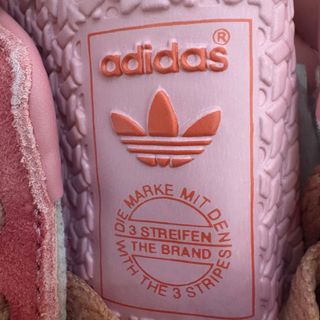 adidas®
DIE MARKE MIT DEN
3 STREIFEN
THE BRAND
WITH THE 3 STRIPES